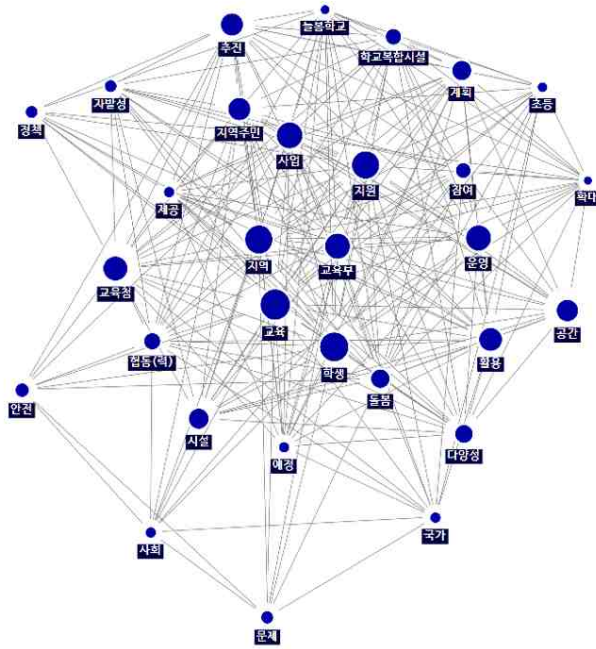 늘봄학교
추진
학교복합시설
계획
자발성
초등
정책
지역주민
사업
지원
참여
확대
제공
지역
교육부
운영
교육청
교육
공간
협동(력)
학생
활용
돌봄
안전
시설
다양성
예정
사회
국가
문제